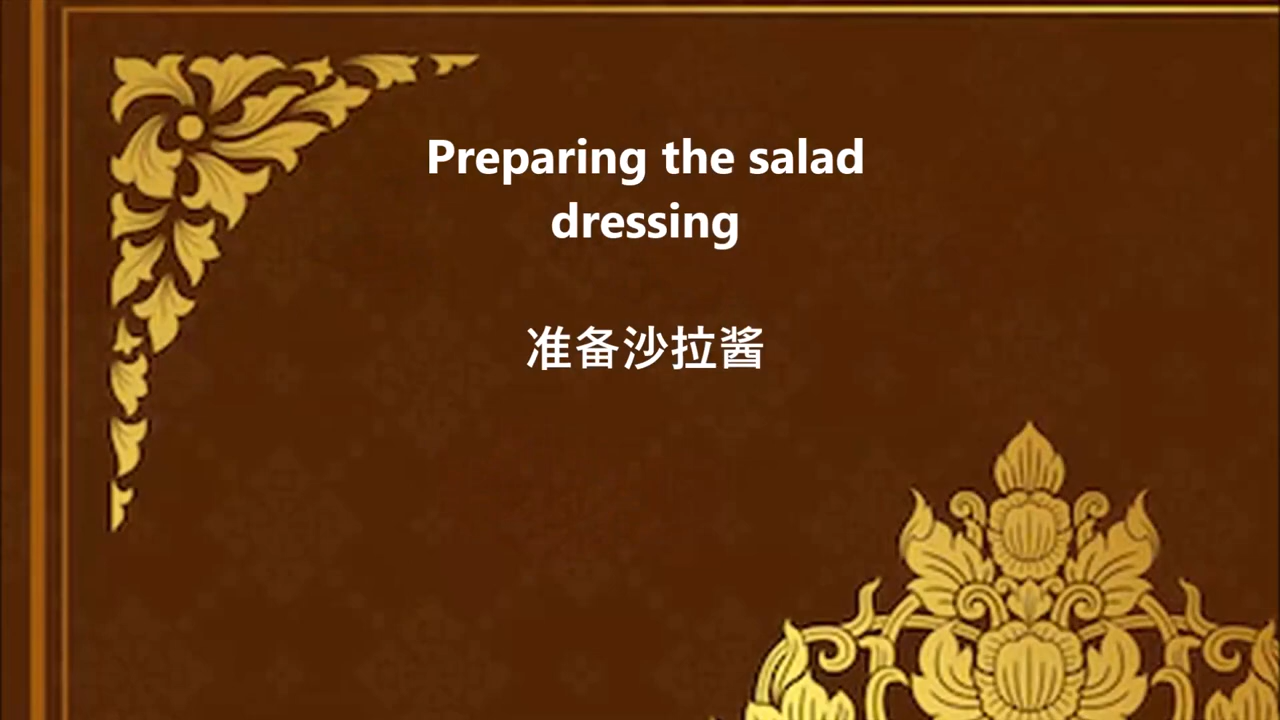 Preparing the salad
dressing
准备沙拉酱